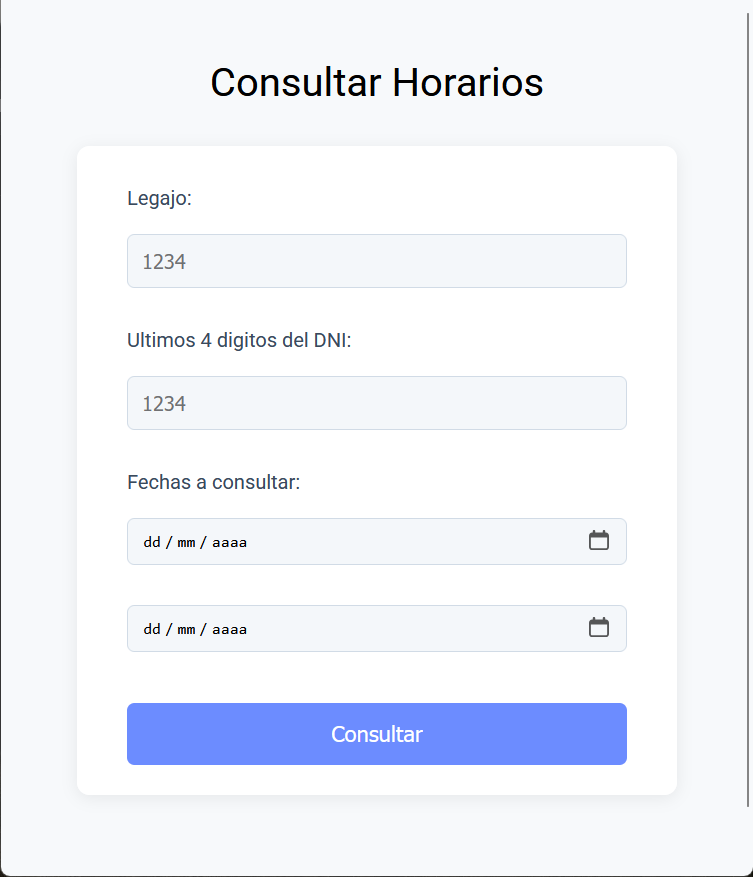 Consultar Horarios
Legajo:
1234
Ultimos 4 digitos del DNI:
1234
Fechas a consultar:
dd / mm / aaaa
dd / mm / aaaa
Consultar